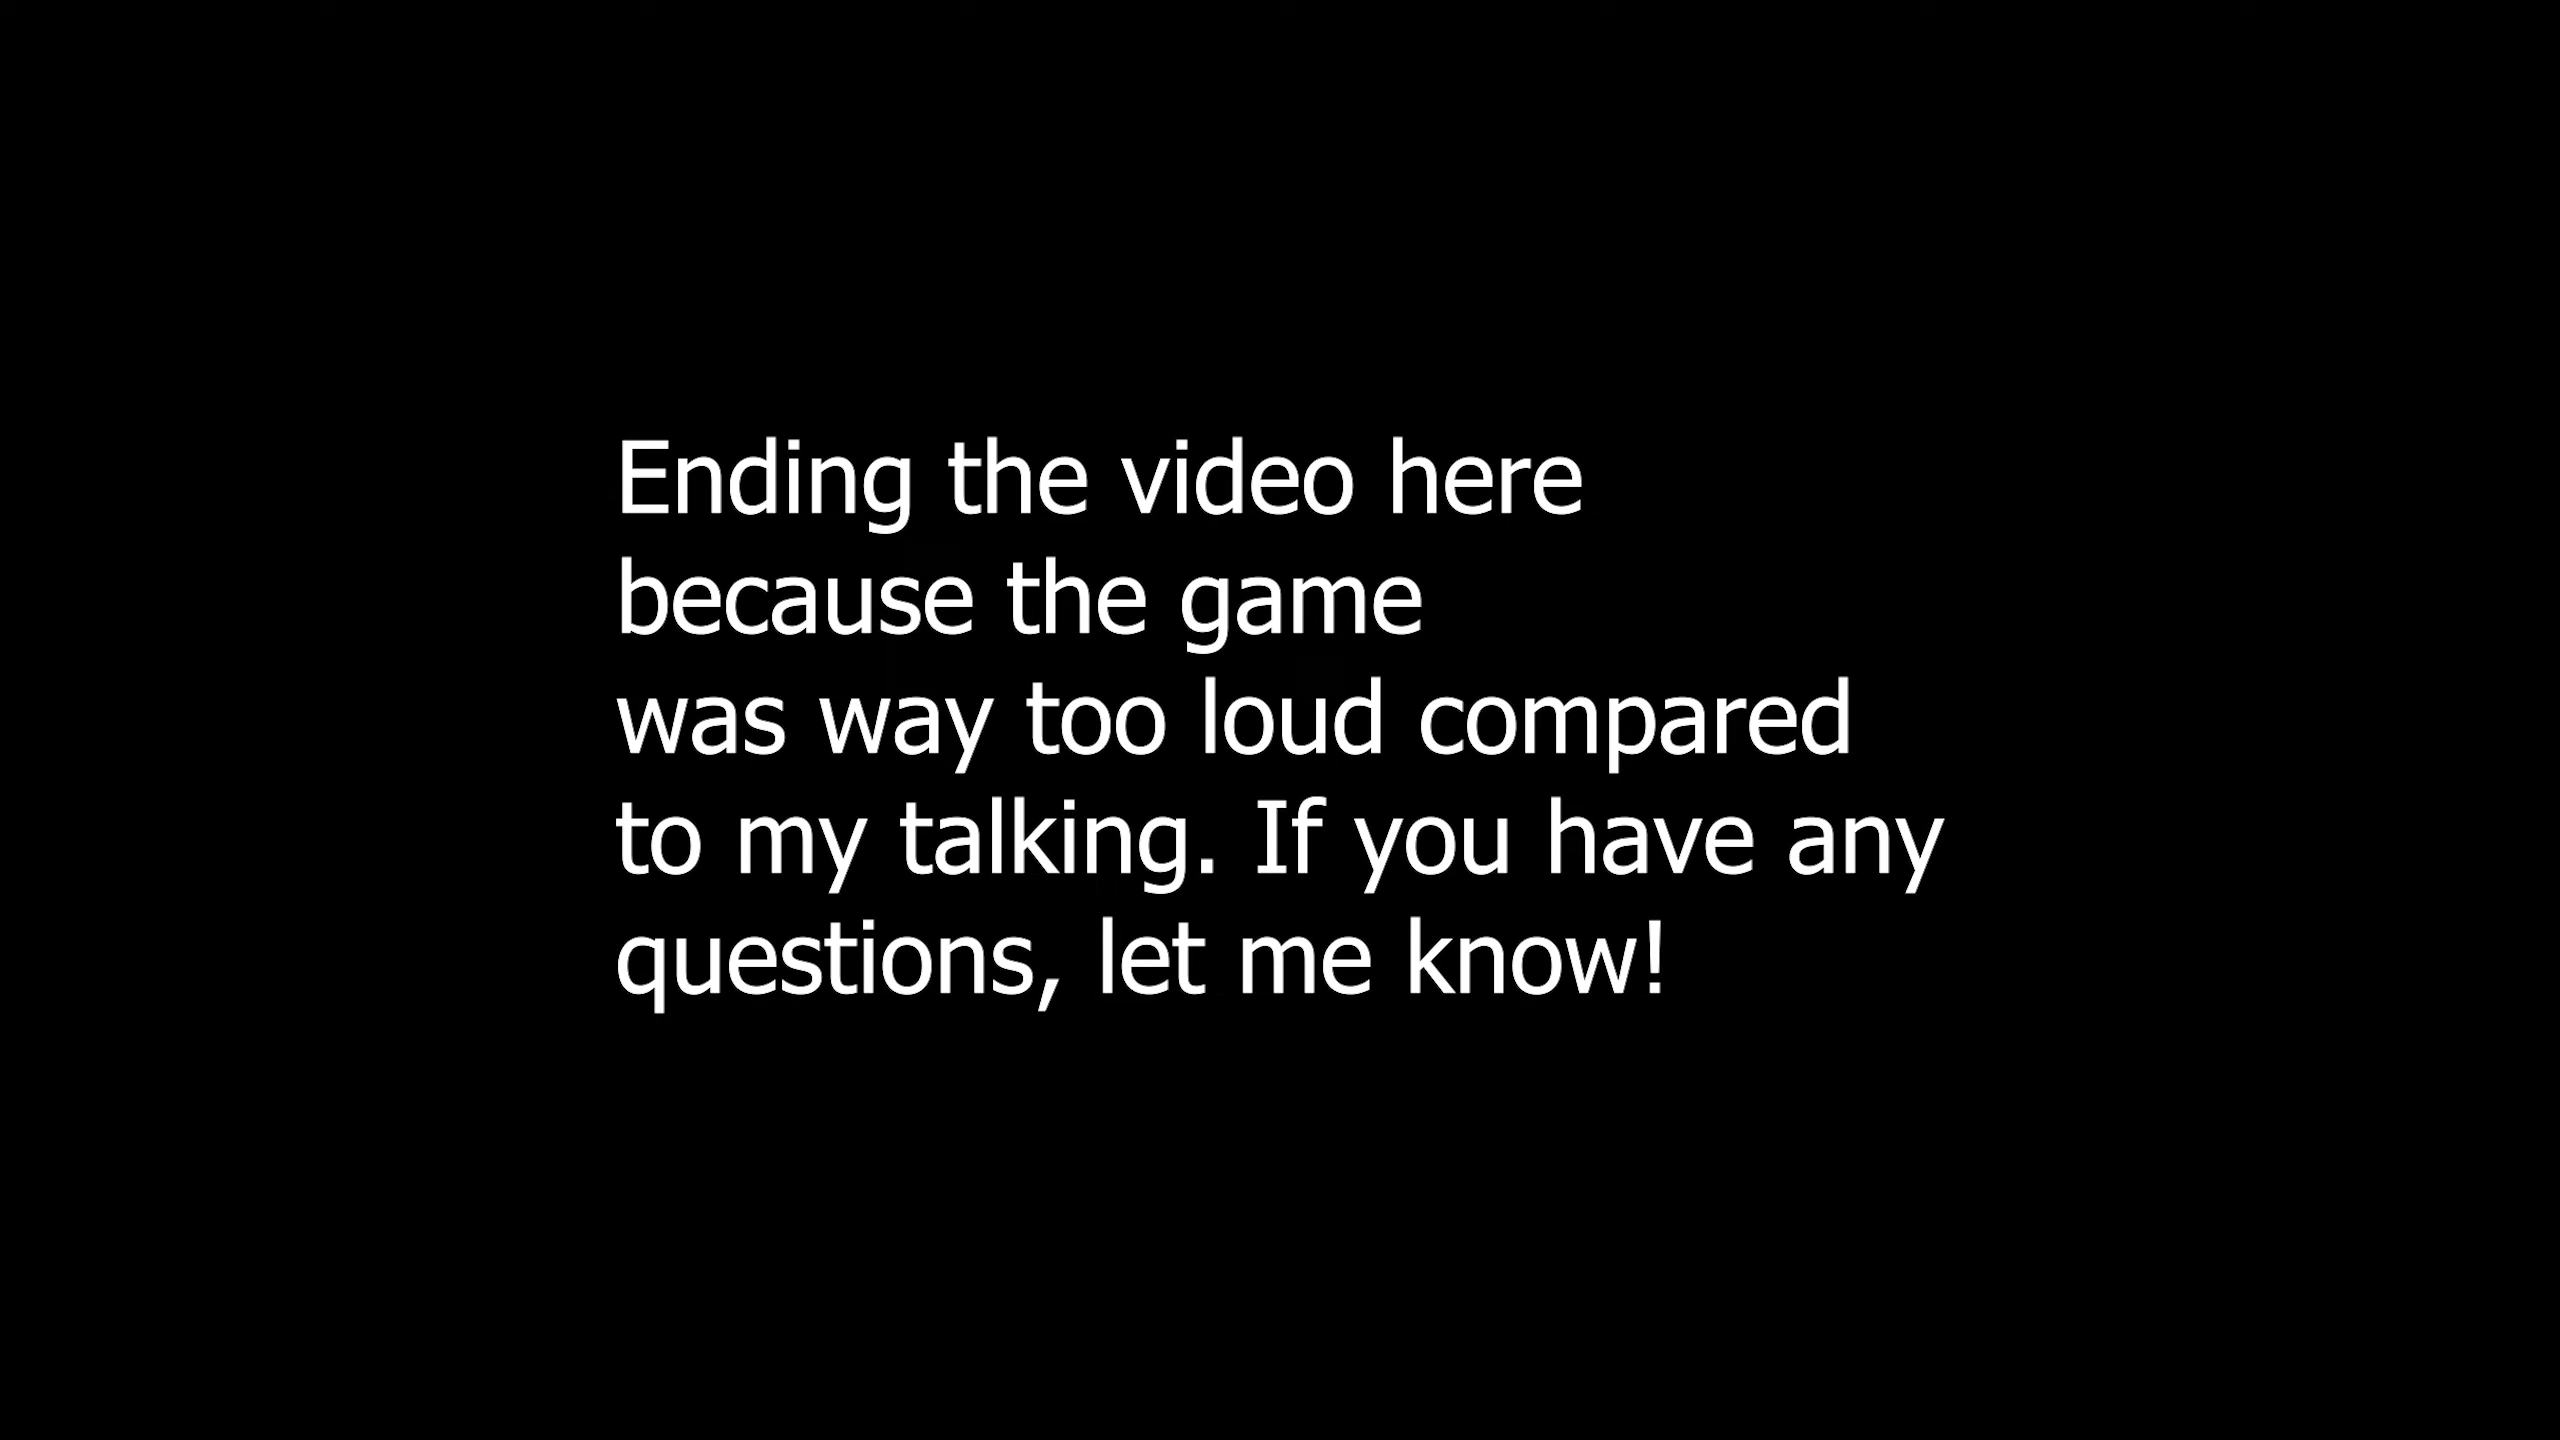 Ending the video here
because the game
was way too loud compared
to my talking. If you have any
questions, let me know!